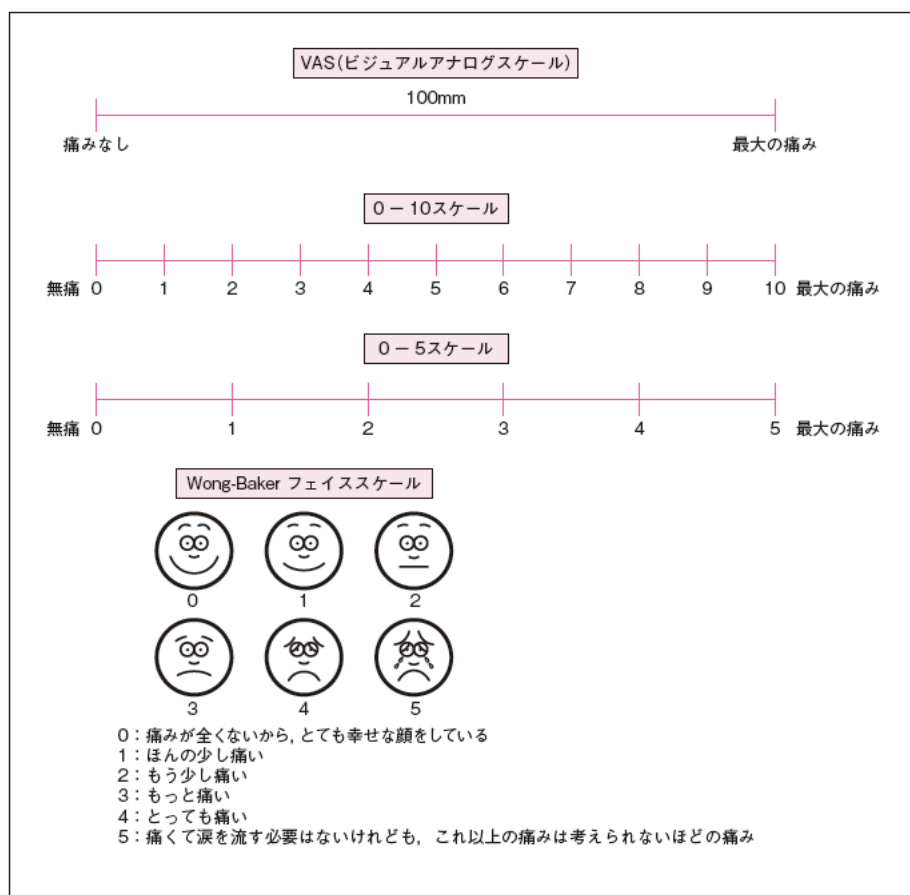 VAS(ビジュアルアナログスケール)
100mm
痛みなし 最大の痛み
0－10スケール
無痛 0 1 2 3 4 5 6 7 8 9 10 最大の痛み
0－5スケール
無痛 0 1 2 3 4 5 最大の痛み
Wong-Baker フェイススケール
0 1 2
3 4 5
0：痛みが全くないから，とても幸せな顔をしている
1：ほんの少し痛い
2：もう少し痛い
3：もっと痛い
4：とっても痛い
5：痛くて涙を流す必要はないけれども，これ以上の痛みは考えられないほどの痛み